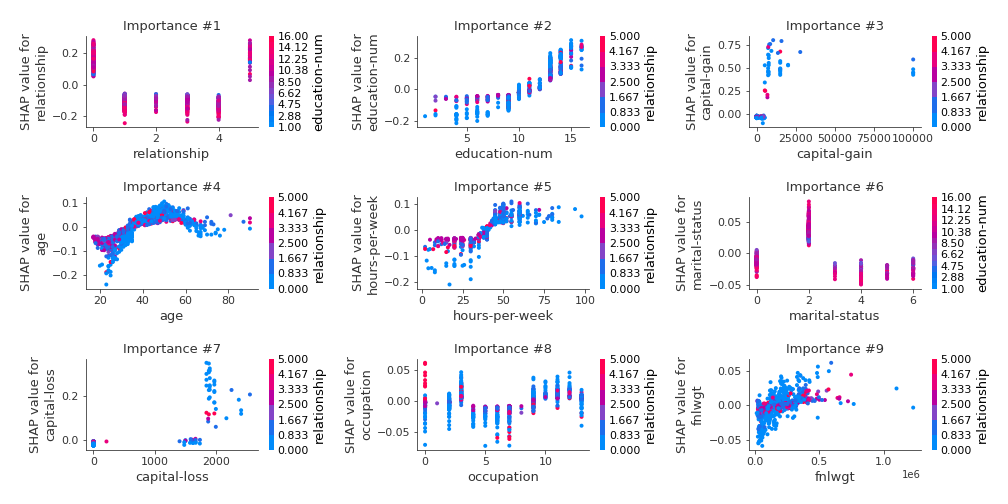 Importance #1
SHAP value for
relationship
0.2
0.0
−0.2
0
2
4
relationship
16.00
14.12
12.25
10.38
8.50
6.62
4.75
2.88
1.00
education-num
Importance #2
SHAP value for
education-num
0.2
0.0
−0.2
5
10
15
education-num
5.000
4.167
3.333
2.500
1.667
0.833
0.000
relationship
Importance #3
SHAP value for
capital-gain
0.75
0.50
0.25
0.00
0
25000
50000
75000
100000
capital-gain
5.000
4.167
3.333
2.500
1.667
0.833
0.000
relationship
Importance #4
SHAP value for
age
0.1
0.0
−0.1
−0.2
20
40
60
80
age
5.000
4.167
3.333
2.500
1.667
0.833
0.000
relationship
Importance #5
SHAP value for
hours-per-week
0.1
0.0
−0.1
−0.2
0
25
50
75
100
hours-per-week
5.000
4.167
3.333
2.500
1.667
0.833
0.000
relationship
Importance #6
SHAP value for
marital-status
0.05
0.00
−0.05
0
2
4
6
marital-status
16.00
14.12
12.25
10.38
8.50
6.62
4.75
2.88
1.00
education-num
Importance #7
SHAP value for
capital-loss
0.2
0.0
0
1000
2000
capital-loss
5.000
4.167
3.333
2.500
1.667
0.833
0.000
relationship
Importance #8
SHAP value for
occupation
0.05
0.00
−0.05
0
5
10
occupation
5.000
4.167
3.333
2.500
1.667
0.833
0.000
relationship
Importance #9
SHAP value for
fnlwgt
0.05
0.00
−0.05
0.0
0.5
1.0
1e6
fnlwgt
5.000
4.167
3.333
2.500
1.667
0.833
0.000
relationship